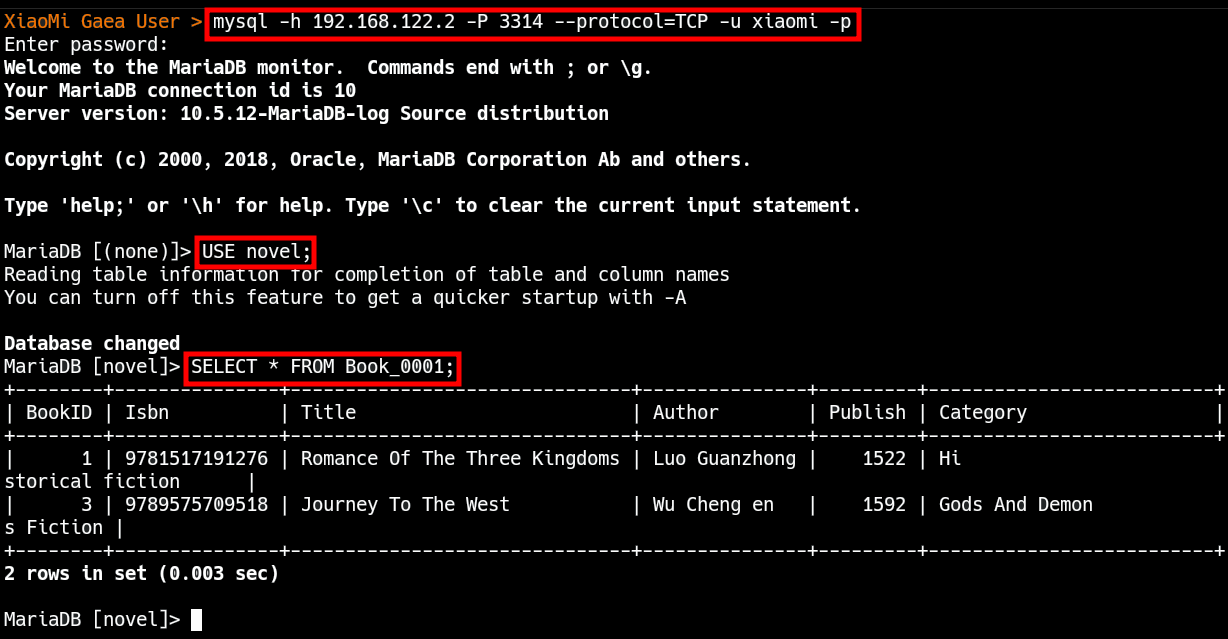 XiaoMi Gaea User > mysql -h 192.168.122.2 -P 3314 --protocol=TCP -u xiaomi -p
Enter password:
Welcome to the MariaDB monitor.  Commands end with ; or \g.
Your MariaDB connection id is 10
Server version: 10.5.12-MariaDB-log Source distribution

Copyright (c) 2000, 2018, Oracle, MariaDB Corporation Ab and others.

Type 'help;' or '\h' for help. Type '\c' to clear the current input statement.

MariaDB [(none)]> USE novel;
Reading table information for completion of table and column names
You can turn off this feature to get a quicker startup with -A

Database changed
MariaDB [novel]> SELECT * FROM Book_0001;
+--------+---------------+-------------------------------+---------------+---------+--------------------------+
| BookID | Isbn          | Title                         | Author        | Publish | Category                 |
+--------+---------------+-------------------------------+---------------+---------+--------------------------+
|      1 | 9781517191276 | Romance Of The Three Kingdoms | Luo Guanzhong |    1522 | Hi
storical fiction      |
|      3 | 9789575709518 | Journey To The West           | Wu Cheng en   |    1592 | Gods And Demon
s Fiction |
+--------+---------------+-------------------------------+---------------+---------+--------------------------+
2 rows in set (0.003 sec)

MariaDB [novel]>